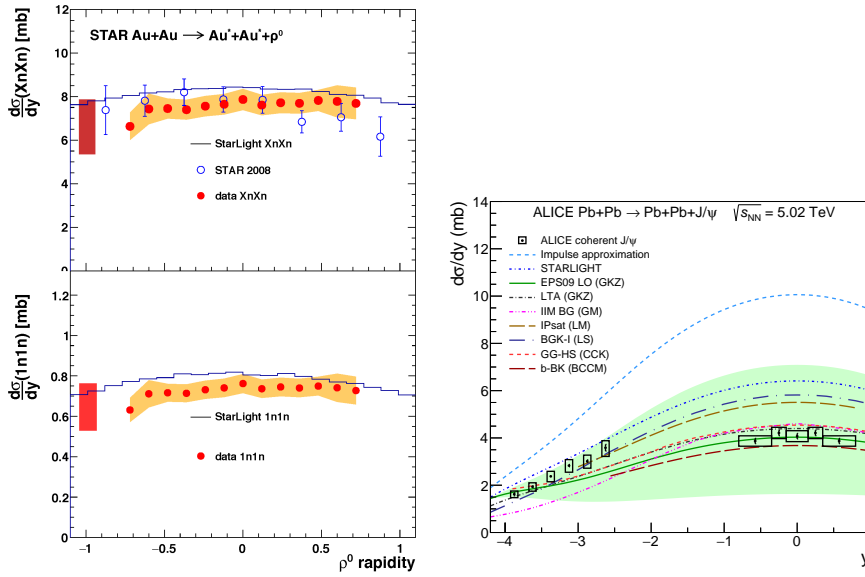 12
STAR Au+Au → Au*+Au*+ρ⁰
10
8
6
4
2
0
dσ/dy(XnXn) [mb]
StarLight XnXn
STAR 2008
data XnXn
1.2
1
0.8
0.6
0.4
0.2
0
dσ/dy(1n1n) [mb]
StarLight 1n1n
data 1n1n
−1 −0.5 0 0.5 1
ρ⁰ rapidity
14
12
10
8
6
4
2
0
dσ/dy (mb)
ALICE Pb+Pb → Pb+Pb+J/ψ √sNN = 5.02 TeV
ALICE coherent J/ψ
Impulse approximation
STARLIGHT
EPS09 LO (GKZ)
LTA (GKZ)
IIM BG (GM)
IPsat (LM)
BGK-I (LS)
GG-HS (CCK)
b-BK (BCCM)
−4 −3 −2 −1 0
y